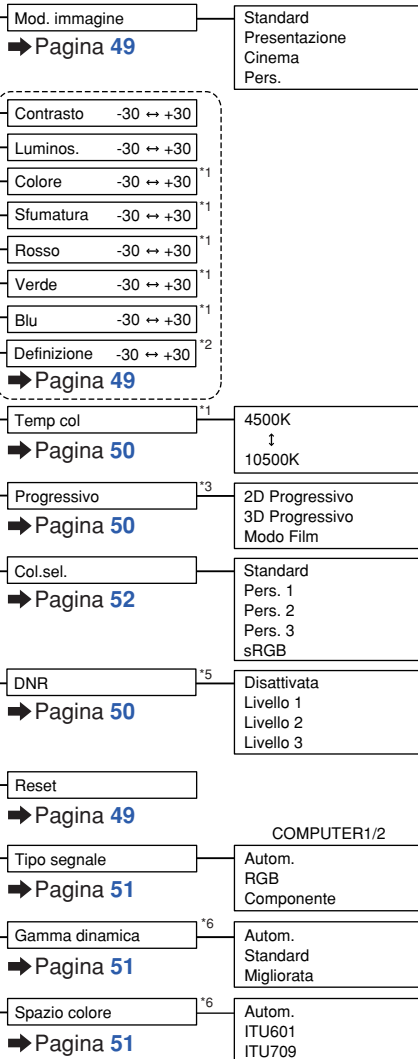 Mod. immagine
➡ Pagina 49
Standard
Presentazione
Cinema
Pers.
Contrasto -30 ↔ +30
Luminos. -30 ↔ +30
Colore -30 ↔ +30 *1
Sfumatura -30 ↔ +30 *1
Rosso -30 ↔ +30 *1
Verde -30 ↔ +30 *1
Blu -30 ↔ +30 *1
Definizione -30 ↔ +30 *2
➡ Pagina 49
Temp col *1
➡ Pagina 50
4500K
↕
10500K
Progressivo *3
➡ Pagina 50
2D Progressivo
3D Progressivo
Modo Film
Col.sel.
➡ Pagina 52
Standard
Pers. 1
Pers. 2
Pers. 3
sRGB
DNR *5
➡ Pagina 50
Disattivata
Livello 1
Livello 2
Livello 3
Reset
➡ Pagina 49
COMPUTER1/2
Tipo segnale
➡ Pagina 51
Autom.
RGB
Componente
Gamma dinamica *6
➡ Pagina 51
Autom.
Standard
Migliorata
Spazio colore *6
➡ Pagina 51
Autom.
ITU601
ITU709